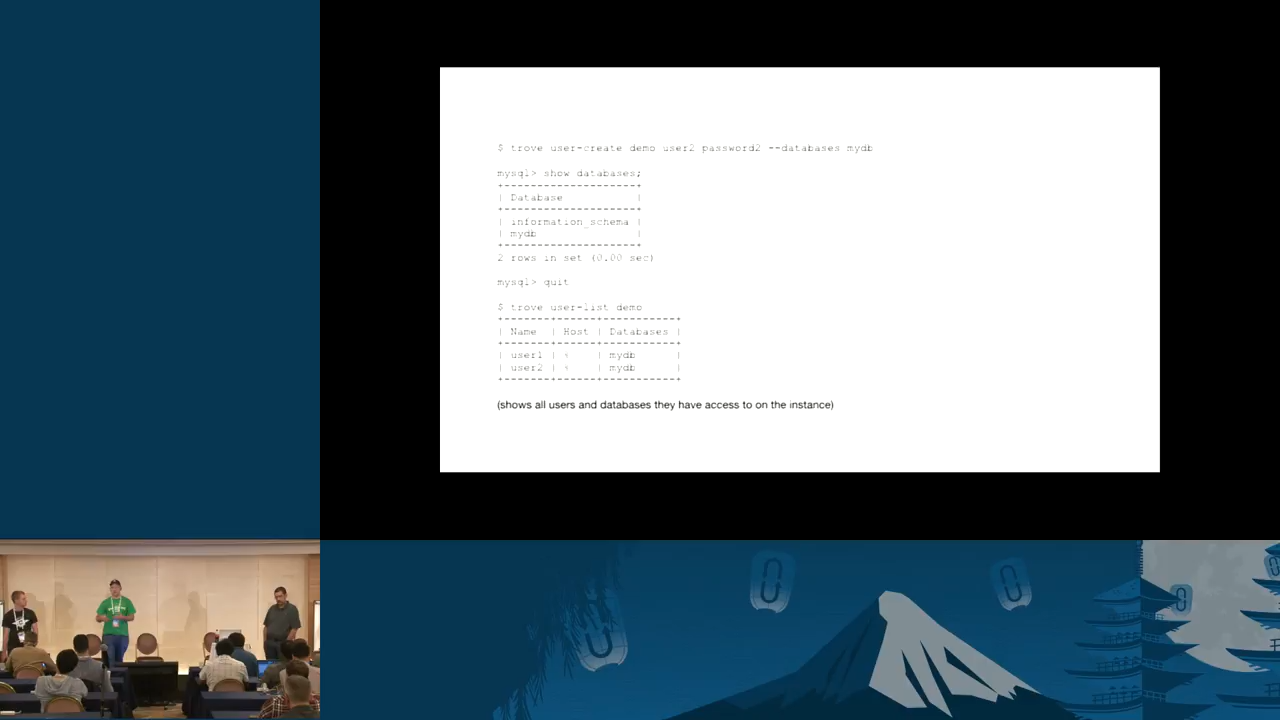 $ trove user-create demo user2 password2 --databases mydb
mysql> show databases;
+--------------------+
| Database           |
+--------------------+
| information_schema |
| mydb               |
+--------------------+
2 rows in set (0.00 sec)
mysql> quit
$ trove user-list demo
+-------+------+-----------+
| Name  | Host | Databases |
+-------+------+-----------+
| user1 | %    | mydb      |
| user2 | %    | mydb      |
+-------+------+-----------+
(shows all users and databases they have access to on the instance)